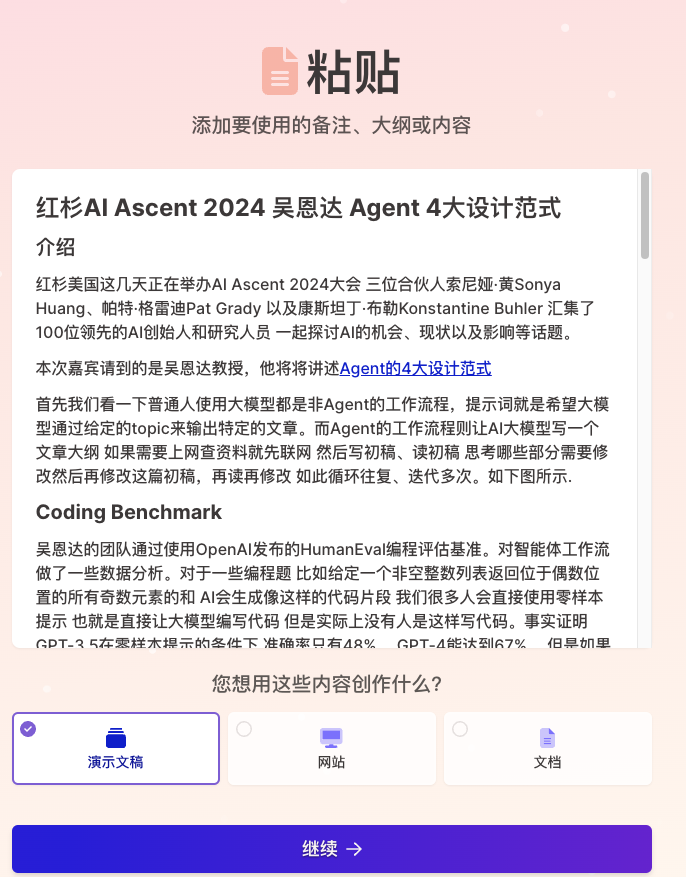 粘贴
添加要使用的备注、大纲或内容
红杉AI Ascent 2024 吴恩达 Agent 4大设计范式
介绍
红杉美国这几天正在举办AI Ascent 2024大会 三位合伙人索尼娅·黄Sonya
Huang、帕特·格雷迪Pat Grady 以及康斯坦丁·布勒Konstantine Buhler 汇集了
100位领先的AI创始人和研究人员 一起探讨AI的机会、现状以及影响等话题。
本次嘉宾请到的是吴恩达教授，他将将讲述Agent的4大设计范式
首先我们看一下普通人使用大模型都是非Agent的工作流程，提示词就是希望大模
型通过给定的topic来输出特定的文章。而Agent的工作流程则让AI大模型写一个
文章大纲 如果需要上网查资料就先联网 然后写初稿、读初稿 思考哪些部分需要修
改然后再修改这篇初稿，再读再修改 如此循环往复、迭代多次。如下图所示.
Coding Benchmark
吴恩达的团队通过使用OpenAI发布的HumanEval编程评估基准。对智能体工作流
做了一些数据分析。对于一些编程题 比如给定一个非空整数列表返回位于偶数位
置的所有奇数元素的和 AI会生成像这样的代码片段 我们很多人会直接使用零样本
提示 也就是直接让大模型编写代码 但是实际上没有人是这样写代码。事实证明
GPT-3.5在零样本提示的条件下 准确率只有48%、 GPT-4能达到67%、 但是如果
您想用这些内容创作什么?
演示文稿
网站
文档
继续 →